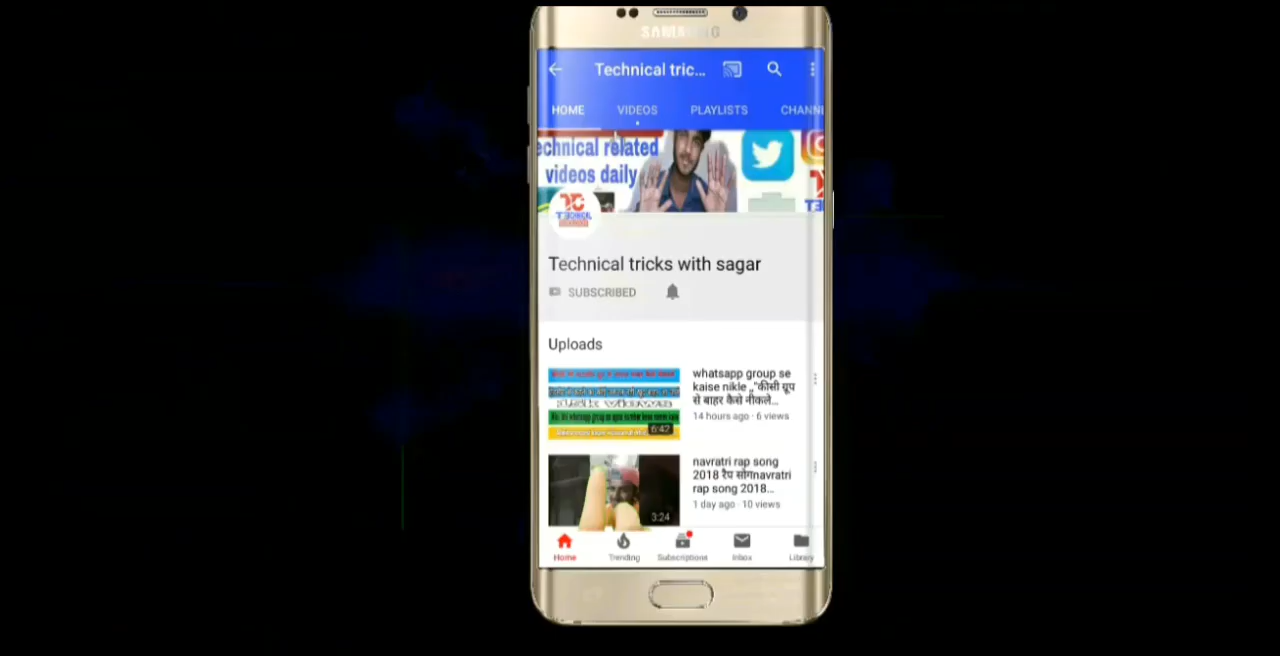 SAMSUNG
Technical tric...
HOME
VIDEOS
PLAYLISTS
CHANN
echnical related
videos daily
Technical tricks with sagar
SUBSCRIBED
Uploads
whatsapp group se
kaise nikle ,,"कीसी ग्रूप
से बाहर कैसे नीकले...
14 hours ago · 6 views
6:42
navratri rap song
2018 रैप सोंगnavratri
rap song 2018...
1 day ago · 10 views
3:24
Home
Trending
Subscriptions
Inbox
Library